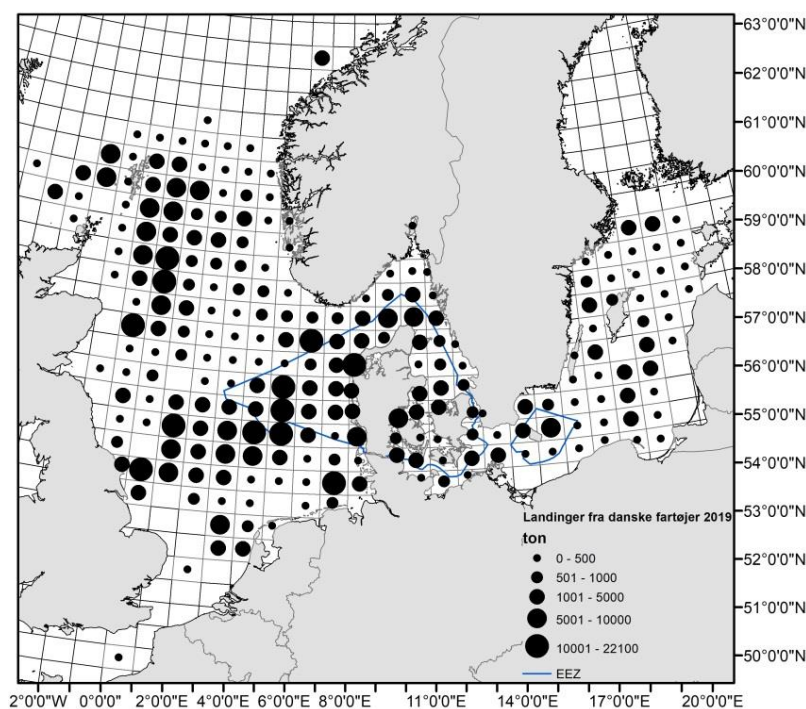 63°0'0"N
62°0'0"N
61°0'0"N
60°0'0"N
59°0'0"N
58°0'0"N
57°0'0"N
56°0'0"N
55°0'0"N
54°0'0"N
53°0'0"N
52°0'0"N
51°0'0"N
50°0'0"N
Landinger fra danske fartøjer 2019
ton
0 - 500
501 - 1000
1001 - 5000
5001 - 10000
10001 - 22100
EEZ
2°0'0"W 0°0'0" 2°0'0"E 4°0'0"E 6°0'0"E 8°0'0"E 11°0'0"E 14°0'0"E 17°0'0"E 20°0'0"E